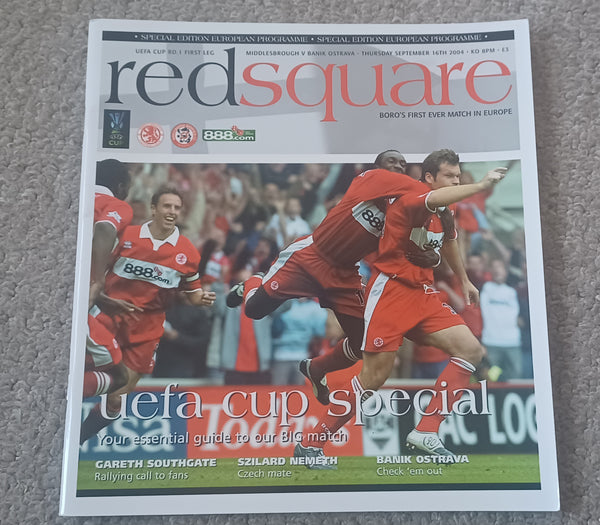 • SPECIAL EDITION EUROPEAN PROGRAMME • SPECIAL EDITION EUROPEAN PROGRAMME •
UEFA CUP RD.1 FIRST LEG MIDDLESBROUGH V BANIK OSTRAVA - THURSDAY SEPTEMBER 16TH 2004 • KO 8PM • £3
redsquare
BORO'S FIRST EVER MATCH IN EUROPE
CUP
888.com
888.com
888
uefa cup special
Your essential guide to our BIG match
GARETH SOUTHGATE SZILARD NEMETH BANIK OSTRAVA
Rallying call to fans Czech mate Check 'em out